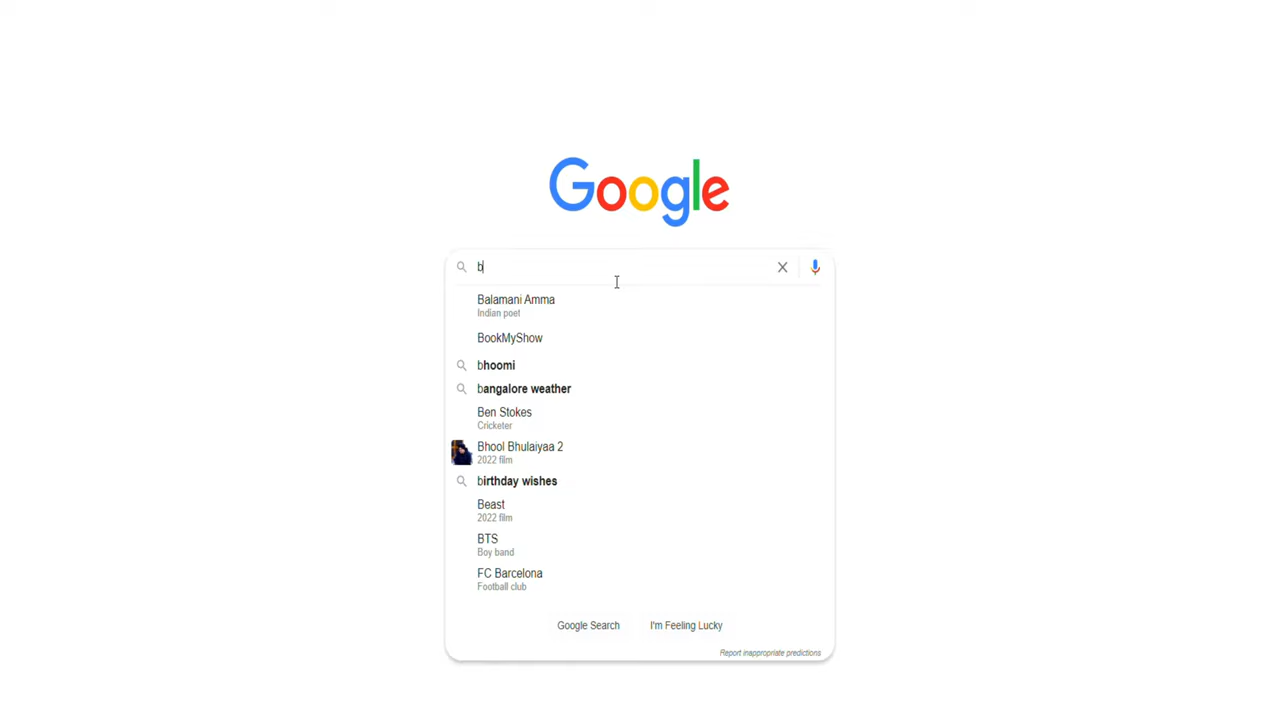 Google
b
Balamani Amma
Indian poet
BookMyShow
bhoomi
bangalore weather
Ben Stokes
Cricketer
Bhool Bhulaiyaa 2
2022 film
birthday wishes
Beast
2022 film
BTS
Boy band
FC Barcelona
Football club
Google Search I'm Feeling Lucky
Report inappropriate predictions